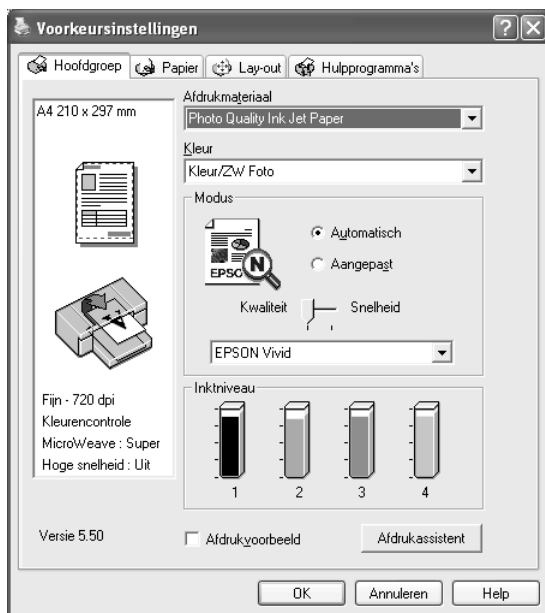 Voorkeursinstellingen
Hoofdgroep Papier Lay-out Hulpprogramma's
A4 210 x 297 mm
Afdrukmateriaal
Photo Quality Ink Jet Paper
Kleur
Kleur/ZW Foto
Modus
Automatisch
Aangepast
EPSON
N
Kwaliteit Snelheid
EPSON Vivid
Fijn - 720 dpi
Kleurencontrole
MicroWeave : Super
Hoge snelheid : Uit
Inktniveau
1 2 3 4
Versie 5.50
Afdrukvoorbeeld
Afdrukassistent
OK Annuleren Help